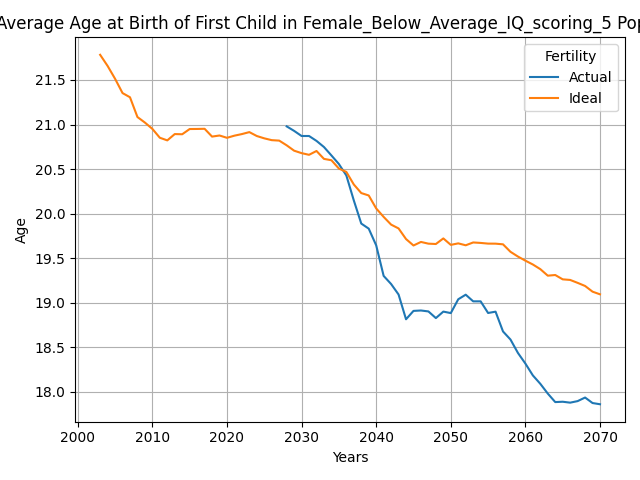 Average Age at Birth of First Child in Female_Below_Average_IQ_scoring_5 Pop
Fertility
Actual
Ideal
21.5
21.0
20.5
20.0
19.5
19.0
18.5
18.0
Age
2000 2010 2020 2030 2040 2050 2060 2070
Years